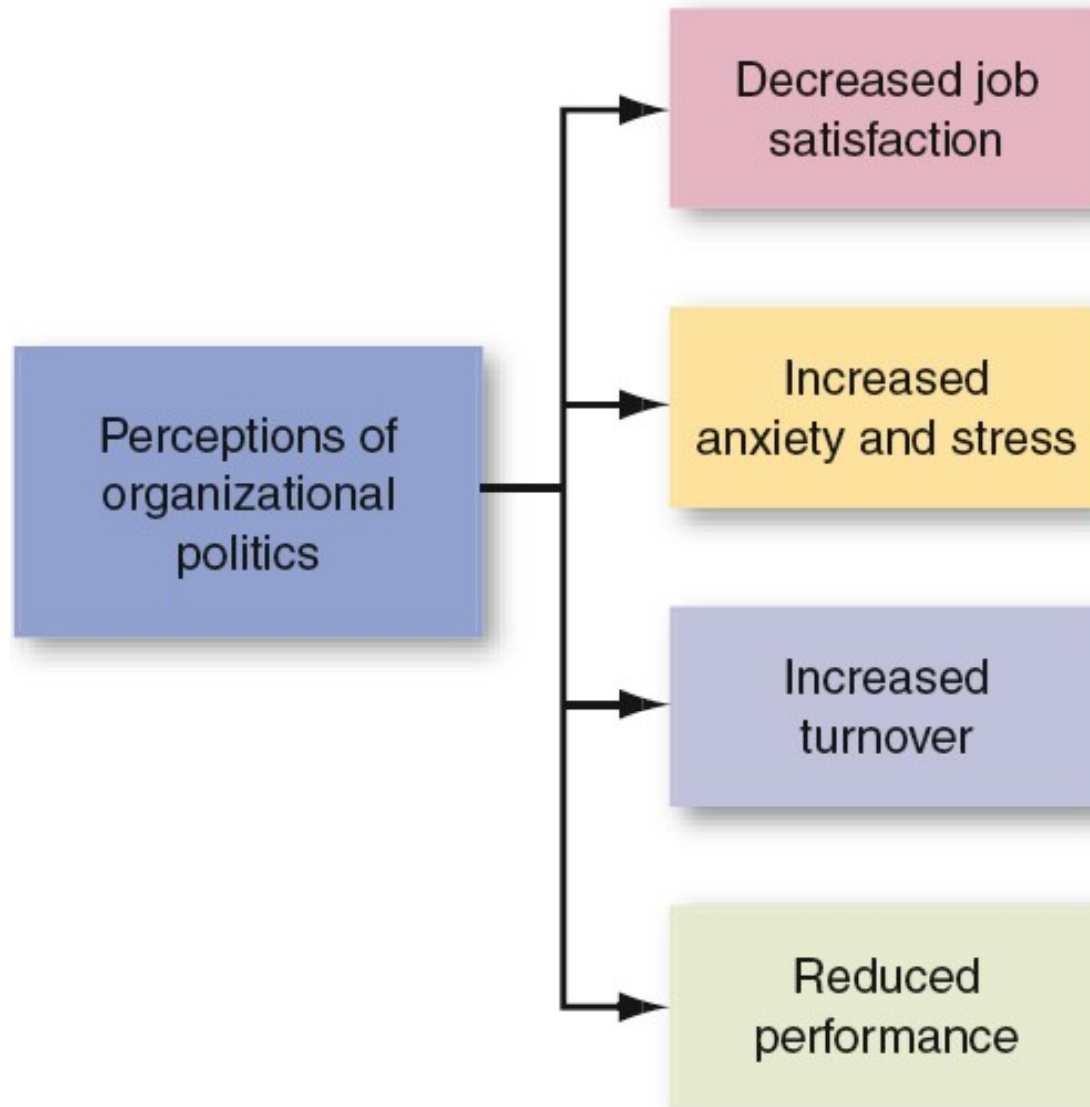 Perceptions of
organizational
politics
Decreased job
satisfaction
Increased
anxiety and stress
Increased
turnover
Reduced
performance